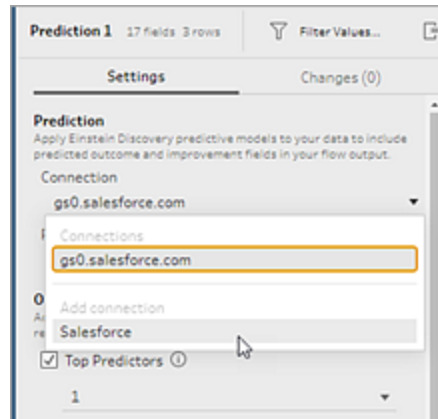 Prediction 1 17 fields 3 rows Filter Values...
Settings Changes (0)
Prediction
Apply Einstein Discovery predictive models to your data to include
predicted outcome and improvement fields in your flow output.
Connection
gs0.salesforce.com
Connections
gs0.salesforce.com
Add connection
Salesforce
Top Predictors
1